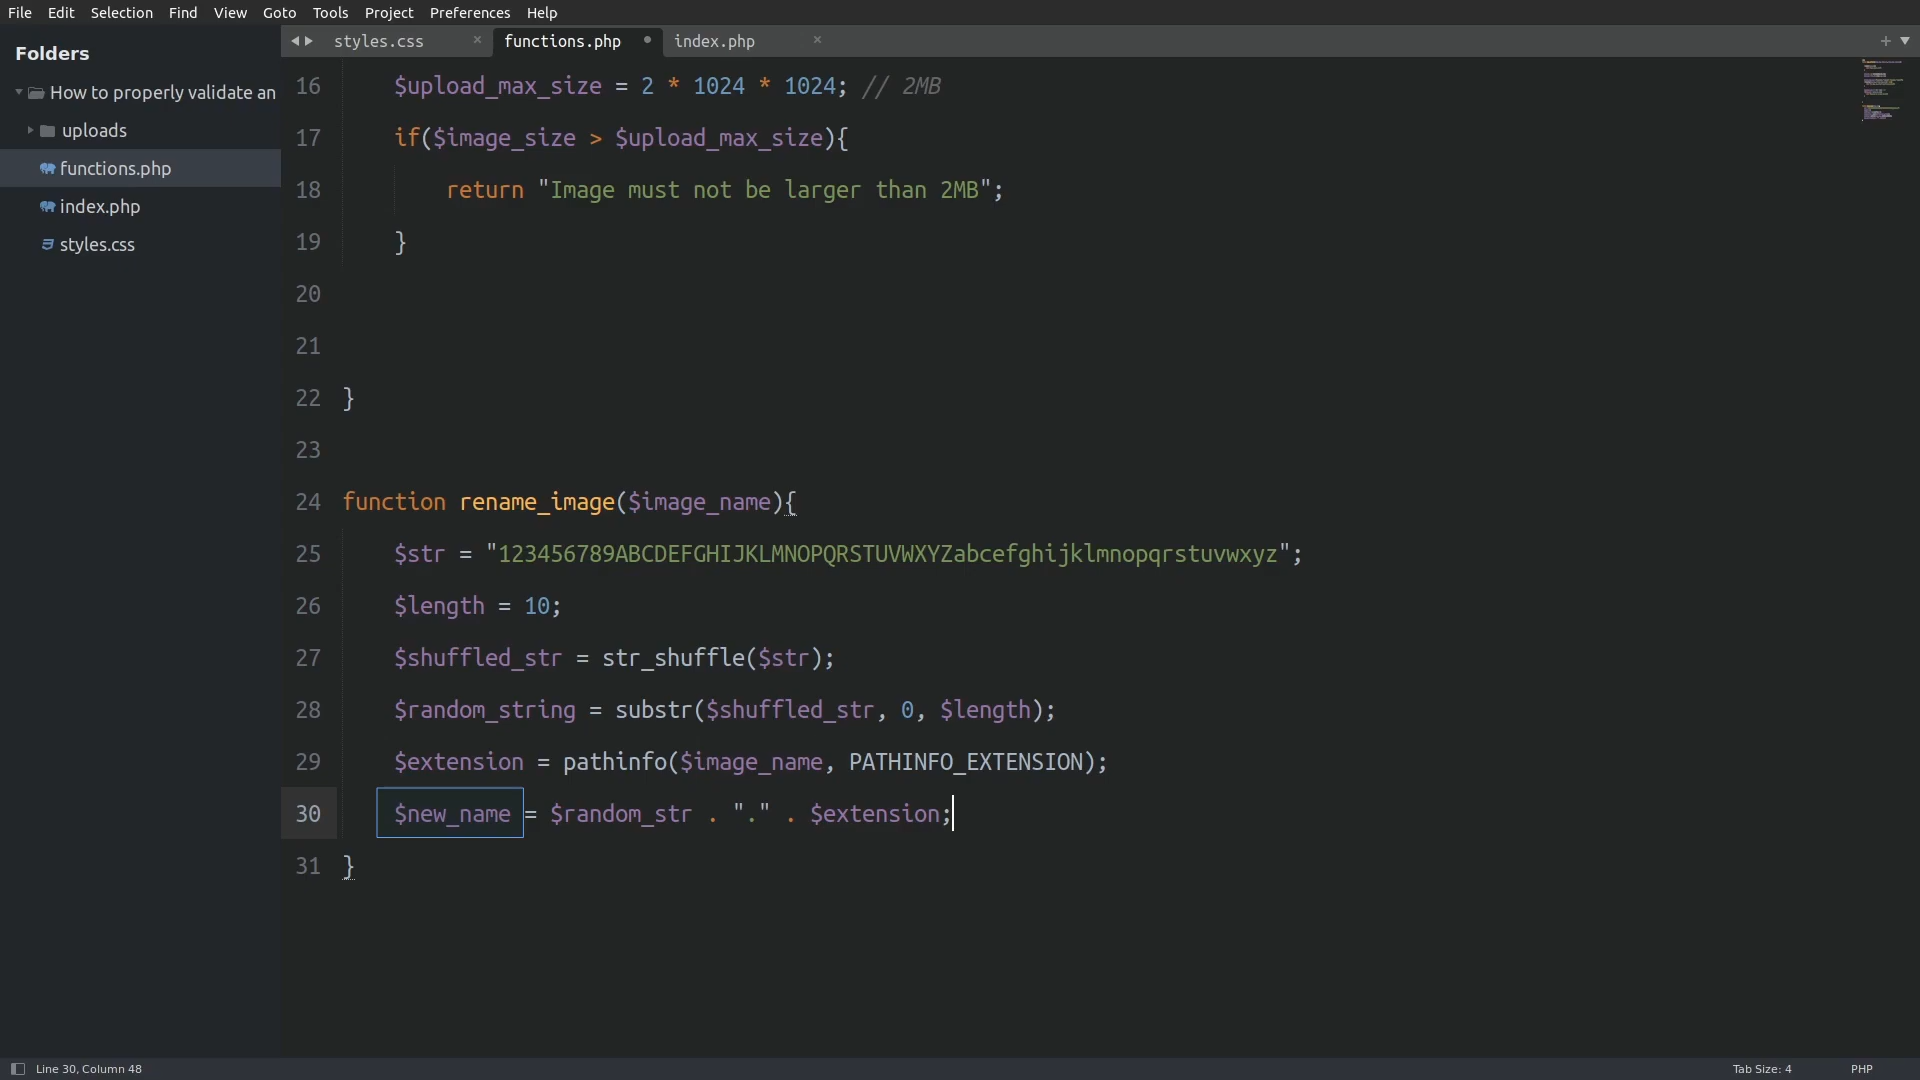 File Edit Selection Find View Goto Tools Project Preferences Help
Folders
How to properly validate an
uploads
functions.php
index.php
styles.css
styles.css functions.php index.php
16 $upload_max_size = 2 * 1024 * 1024; // 2MB
17 if($image_size > $upload_max_size){
18 return "Image must not be larger than 2MB";
19 }
20
21
22 }
23
24 function rename_image($image_name){
25 $str = "123456789ABCDEFGHIJKLMNOPQRSTUVWXYZabcefghijklmnopqrstuvwxyz";
26 $length = 10;
27 $shuffled_str = str_shuffle($str);
28 $random_string = substr($shuffled_str, 0, $length);
29 $extension = pathinfo($image_name, PATHINFO_EXTENSION);
30 $new_name = $random_str . "." . $extension;
31 }
Line 30, Column 48
Tab Size: 4 PHP